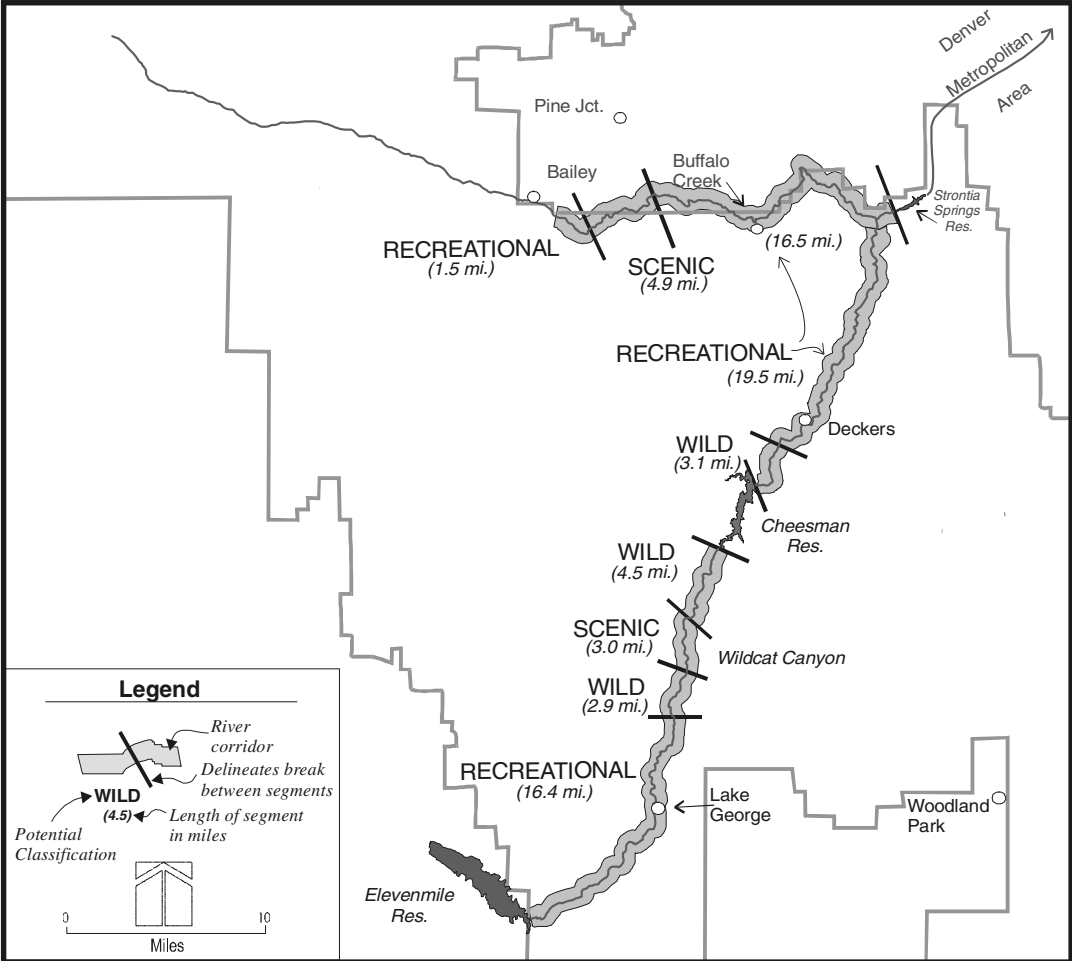 Denver
Metropolitan
Area
Pine Jct.
Bailey
Buffalo
Creek
Strontia
Springs
Res.
RECREATIONAL
(1.5 mi.)
SCENIC
(4.9 mi.)
(16.5 mi.)
RECREATIONAL
(19.5 mi.)
Deckers
WILD
(3.1 mi.)
Cheesman
Res.
WILD
(4.5 mi.)
SCENIC
(3.0 mi.)
Wildcat Canyon
WILD
(2.9 mi.)
RECREATIONAL
(16.4 mi.)
Lake
George
Woodland
Park
Elevenmile
Res.
Legend
River
corridor
Delineates break
between segments
WILD
(4.5)
Length of segment
in miles
Potential
Classification
0 10
Miles